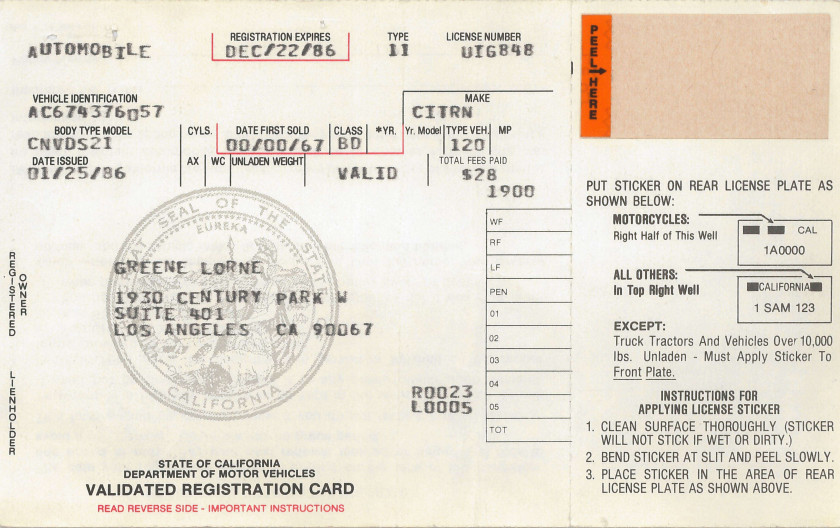 REGISTRATION EXPIRES TYPE LICENSE NUMBER
AUTOMOBILE DEC/22/86 11 UIG848
VEHICLE IDENTIFICATION MAKE
AC674376057 CITRN
BODY TYPE MODEL CYLS. DATE FIRST SOLD CLASS *YR. Yr. Model TYPE VEH. MP
CNVDS21 00/00/67 BD 120
DATE ISSUED AX WC UNLADEN WEIGHT TOTAL FEES PAID
01/25/86 VALID $28
1900
GREAT SEAL OF THE STATE OF CALIFORNIA
EUREKA
REGISTERED OWNER
GREENE LORNE
1930 CENTURY PARK W
SUITE 401
LOS ANGELES CA 90067
LIENHOLDER
R0023
L0005
WF
RF
LF
PEN
01
02
03
04
05
TOT
STATE OF CALIFORNIA
DEPARTMENT OF MOTOR VEHICLES
VALIDATED REGISTRATION CARD
READ REVERSE SIDE - IMPORTANT INSTRUCTIONS
PEEL HERE
PUT STICKER ON REAR LICENSE PLATE AS
SHOWN BELOW:
MOTORCYCLES:
Right Half of This Well
CAL
1A0000
ALL OTHERS:
In Top Right Well
CALIFORNIA
1 SAM 123
EXCEPT:
Truck Tractors And Vehicles Over 10,000
lbs. Unladen - Must Apply Sticker To
Front Plate.
INSTRUCTIONS FOR
APPLYING LICENSE STICKER
1. CLEAN SURFACE THOROUGHLY (STICKER
WILL NOT STICK IF WET OR DIRTY.)
2. BEND STICKER AT SLIT AND PEEL SLOWLY.
3. PLACE STICKER IN THE AREA OF REAR
LICENSE PLATE AS SHOWN ABOVE.